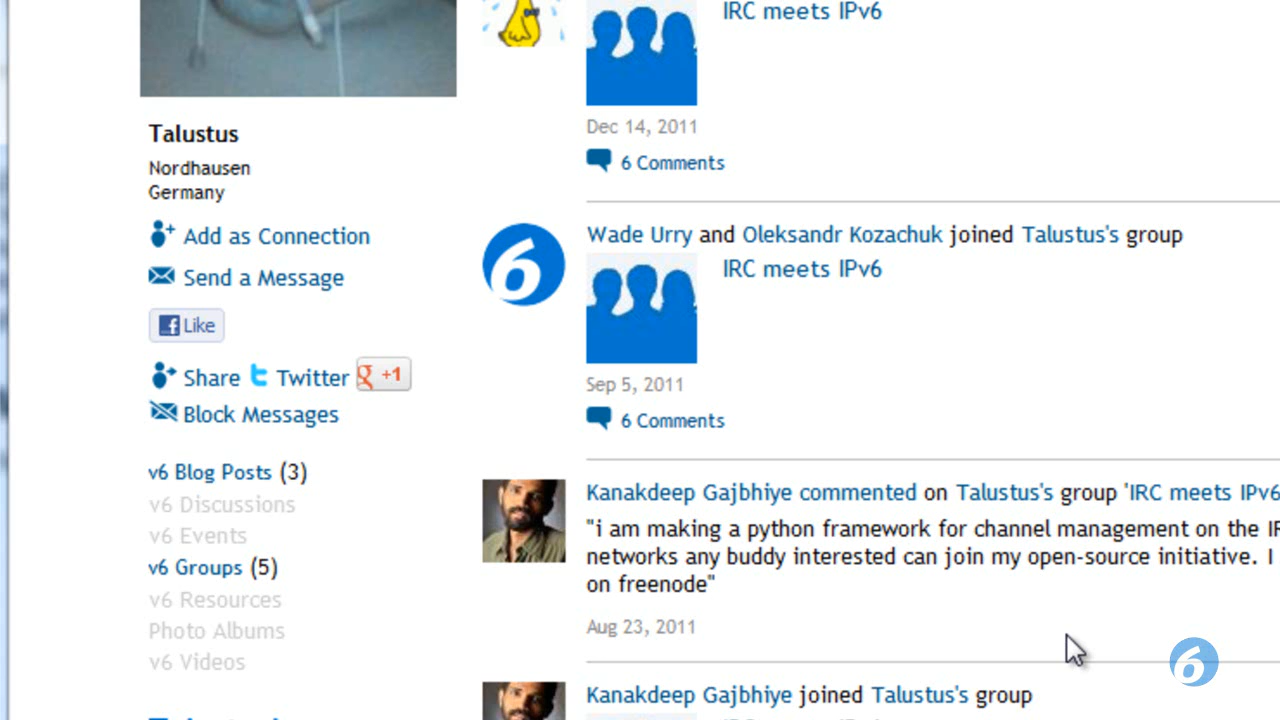 IRC meets IPv6
Dec 14, 2011
6 Comments
Talustus
Nordhausen
Germany
Add as Connection
Send a Message
Like
Share Twitter +1
Block Messages
v6 Blog Posts (3)
v6 Discussions
v6 Events
v6 Groups (5)
v6 Resources
Photo Albums
v6 Videos
6
Wade Urry and Oleksandr Kozachuk joined Talustus's group
IRC meets IPv6
Sep 5, 2011
6 Comments
Kanakdeep Gajbhiye commented on Talustus's group 'IRC meets IPv6
"i am making a python framework for channel management on the
networks any buddy interested can join my open-source initiative. I
on freenode"
Aug 23, 2011
6
Kanakdeep Gajbhiye joined Talustus's group